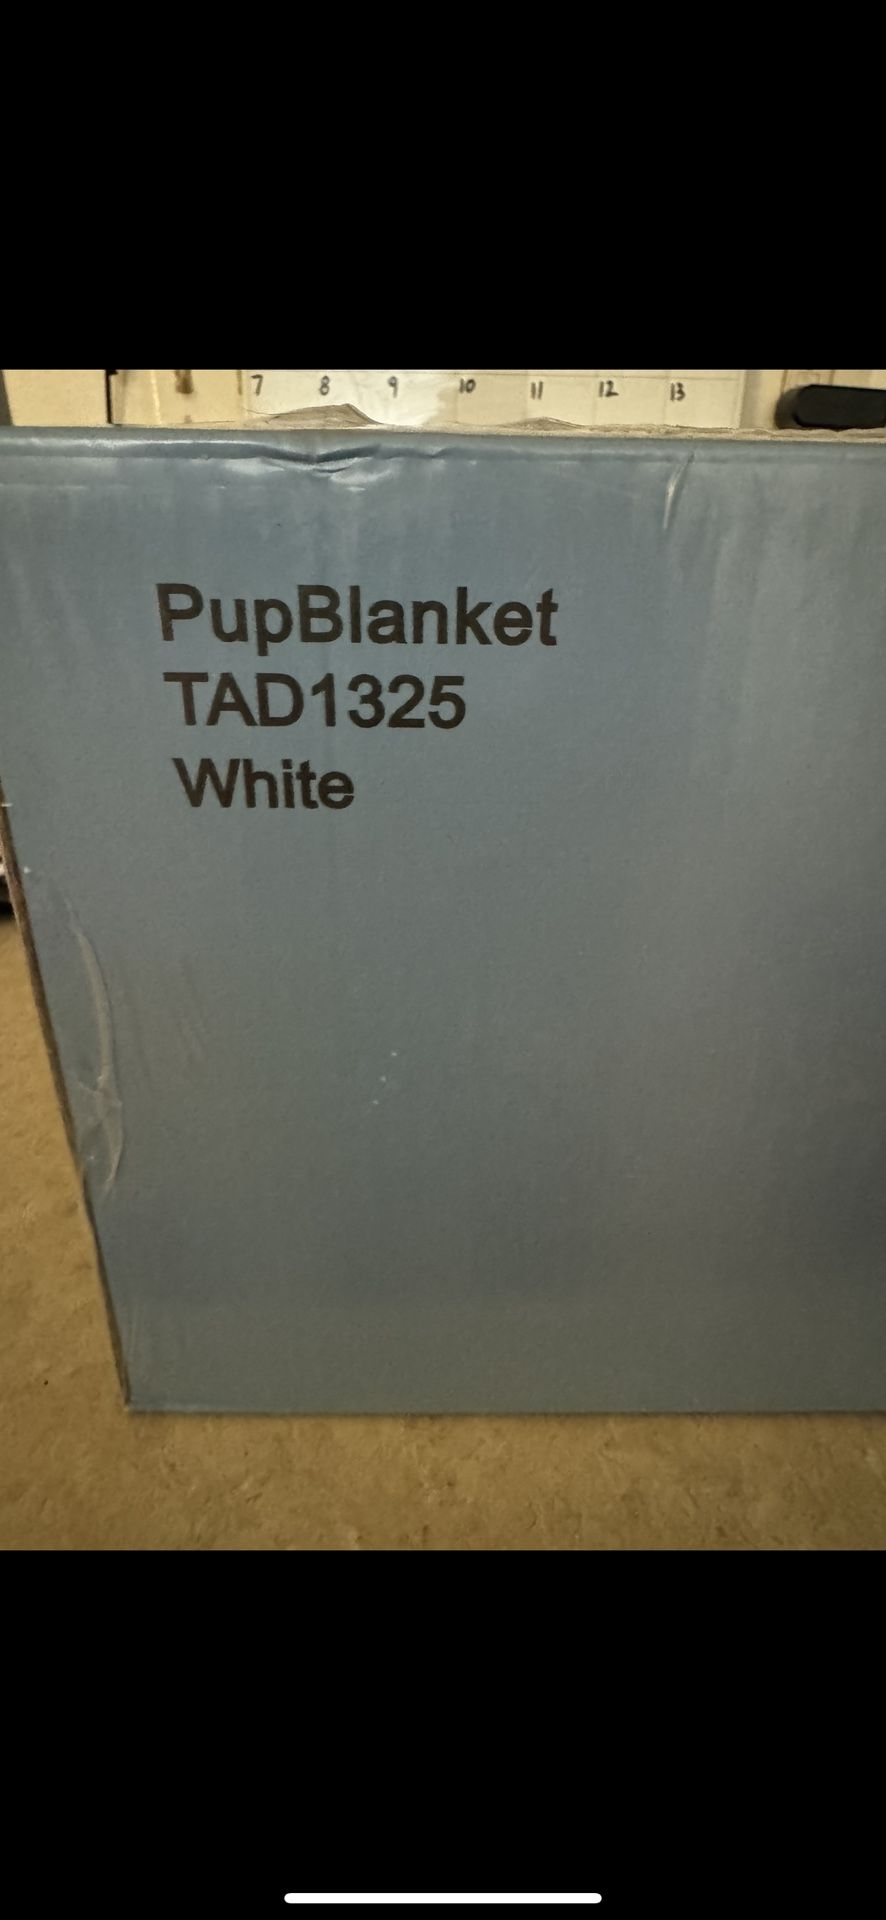 7 8 9 10 11 12 13
PupBlanket
TAD1325
White